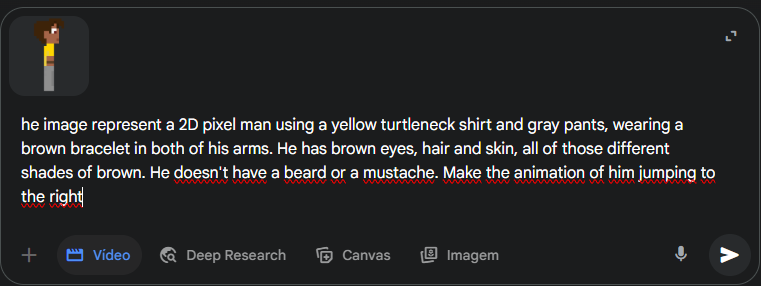 he image represent a 2D pixel man using a yellow turtleneck shirt and gray pants, wearing a
brown bracelet in both of his arms. He has brown eyes, hair and skin, all of those different
shades of brown. He doesn't have a beard or a mustache. Make the animation of him jumping to
the right
Vídeo Deep Research Canvas Imagem